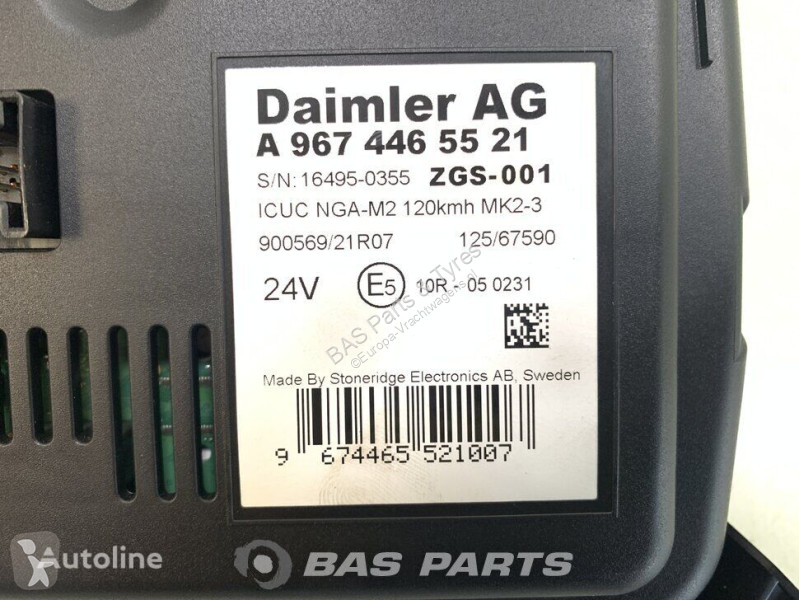 Daimler AG
A 967 446 55 21
S/N: 16495-0355 ZGS-001
ICUC NGA-M2 120kmh MK2-3
900569/21R07 125/67590
24V E5 10R - 05 0231
BAS Parts & Tyres
©Europa-Vrachtwagens.nl
Made By Stoneridge Electronics AB, Sweden
9 674465 521007
Autoline
BAS PARTS